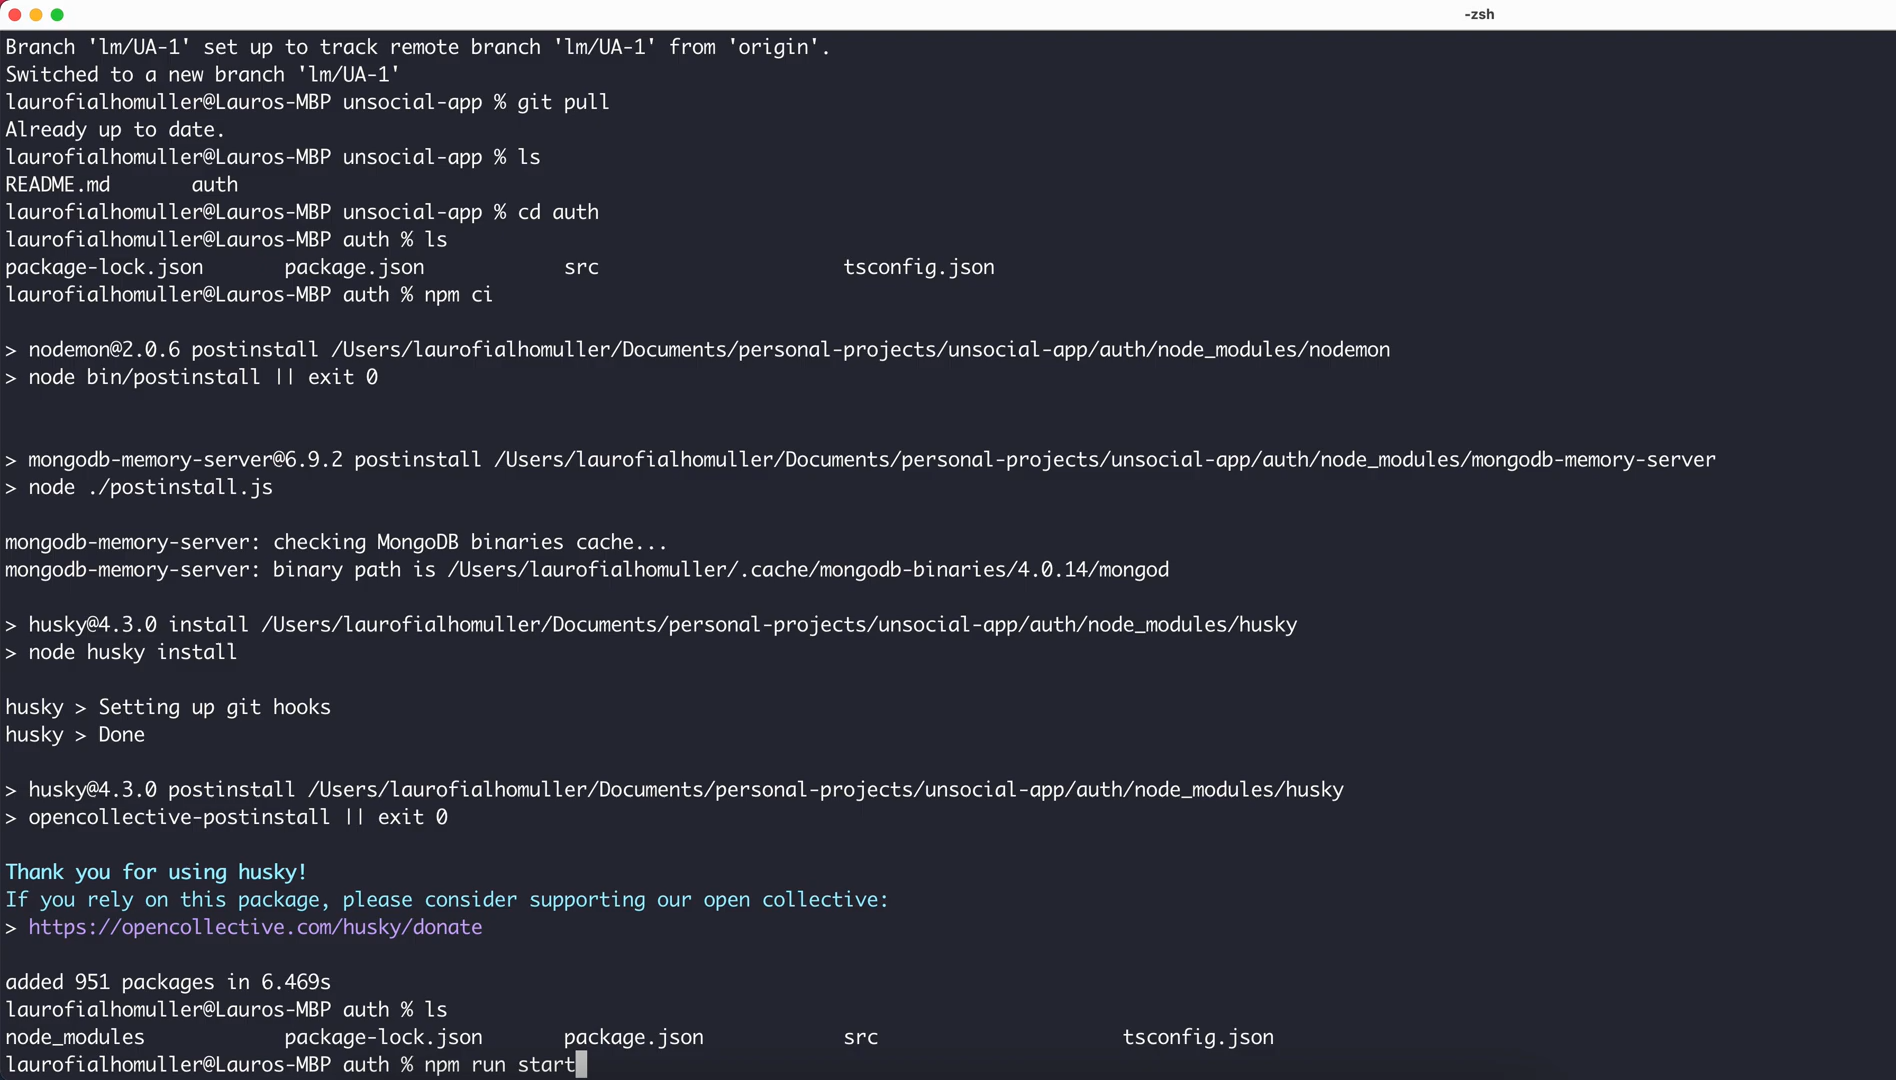 -zsh
Branch 'lm/UA-1' set up to track remote branch 'lm/UA-1' from 'origin'.
Switched to a new branch 'lm/UA-1'
laurofialhomuller@Lauros-MBP unsocial-app % git pull
Already up to date.
laurofialhomuller@Lauros-MBP unsocial-app % ls
README.md auth
laurofialhomuller@Lauros-MBP unsocial-app % cd auth
laurofialhomuller@Lauros-MBP auth % ls
package-lock.json package.json src tsconfig.json
laurofialhomuller@Lauros-MBP auth % npm ci
> nodemon@2.0.6 postinstall /Users/laurofialhomuller/Documents/personal-projects/unsocial-app/auth/node_modules/nodemon
> node bin/postinstall || exit 0
> mongodb-memory-server@6.9.2 postinstall /Users/laurofialhomuller/Documents/personal-projects/unsocial-app/auth/node_modules/mongodb-memory-server
> node ./postinstall.js
mongodb-memory-server: checking MongoDB binaries cache...
mongodb-memory-server: binary path is /Users/laurofialhomuller/.cache/mongodb-binaries/4.0.14/mongod
> husky@4.3.0 install /Users/laurofialhomuller/Documents/personal-projects/unsocial-app/auth/node_modules/husky
> node husky install
husky > Setting up git hooks
husky > Done
> husky@4.3.0 postinstall /Users/laurofialhomuller/Documents/personal-projects/unsocial-app/auth/node_modules/husky
> opencollective-postinstall || exit 0
Thank you for using husky!
If you rely on this package, please consider supporting our open collective:
> https://opencollective.com/husky/donate
added 951 packages in 6.469s
laurofialhomuller@Lauros-MBP auth % ls
node_modules package-lock.json package.json src tsconfig.json
laurofialhomuller@Lauros-MBP auth % npm run start